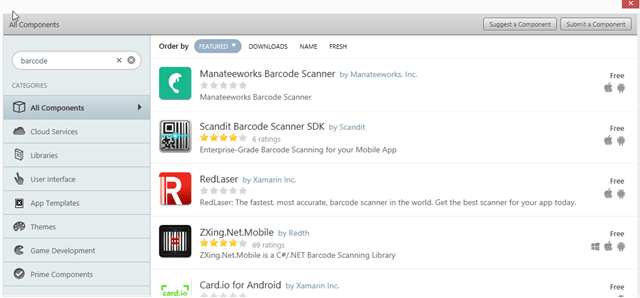 All Components
Suggest a Component
Submit a Component
barcode
CATEGORIES
All Components
Cloud Services
Libraries
User Interface
App Templates
Themes
Game Development
Prime Components
Order by FEATURED DOWNLOADS NAME FRESH
Manateeworks Barcode Scanner by Manateeworks, Inc.
Free
Manateeworks Barcode Scanner
Scandit Barcode Scanner SDK by Scandit
Free
6 ratings
Enterprise-Grade Barcode Scanning for your Mobile App
RedLaser by Xamarin Inc.
Free
RedLaser: The fastest, most accurate, barcode scanner in the world. Get the best scanner for your app today.
ZXing.Net.Mobile by Redth
Free
69 ratings
ZXing.Net.Mobile is a C#/.NET Barcode Scanning Library
card.io
Card.io for Android by Xamarin Inc.
Free